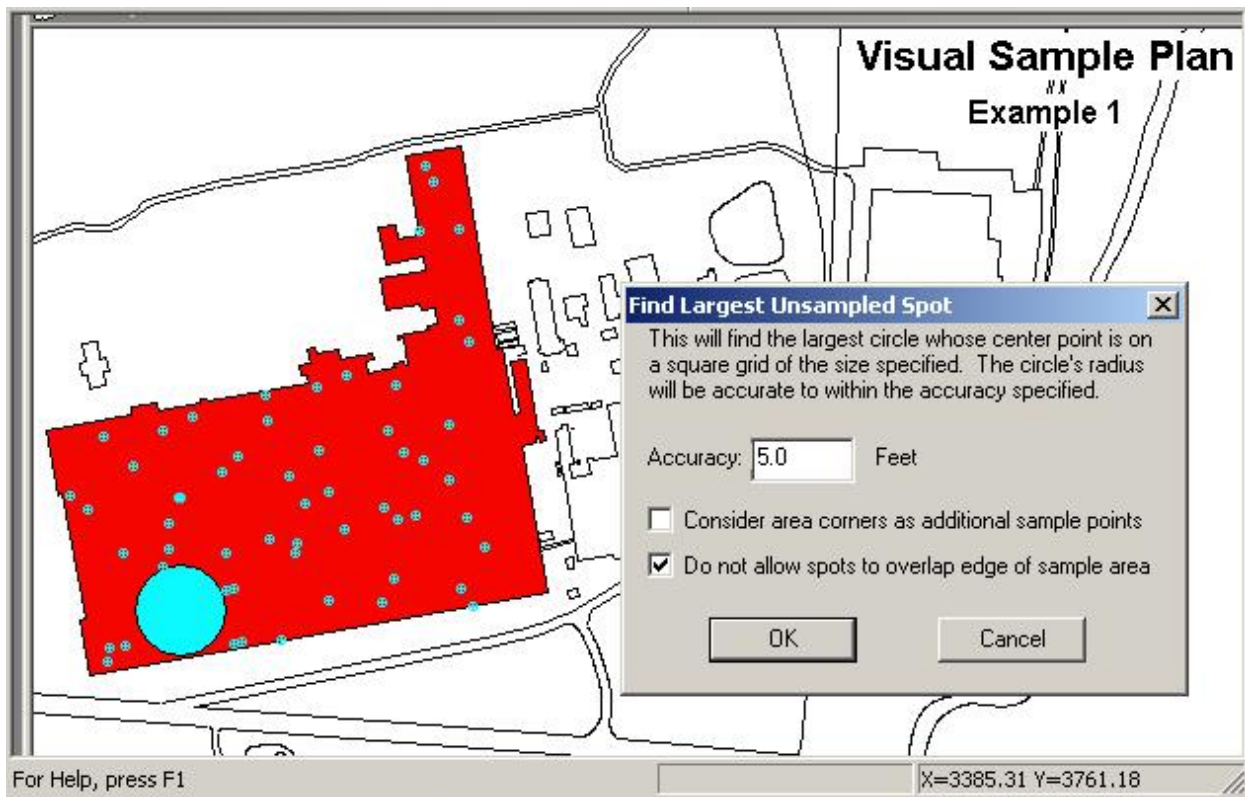 Visual Sample Plan
Example 1
Find Largest Unsampled Spot
This will find the largest circle whose center point is on
a square grid of the size specified. The circle's radius
will be accurate to within the accuracy specified.
Accuracy: 5.0 Feet
Consider area corners as additional sample points
Do not allow spots to overlap edge of sample area
OK Cancel
For Help, press F1 X=3385.31 Y=3761.18